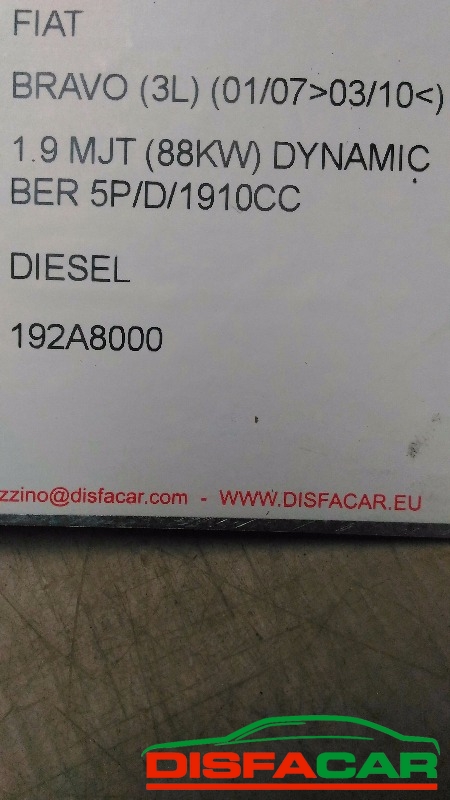 FIAT
BRAVO (3L) (01/07>03/10<)
1.9 MJT (88KW) DYNAMIC
BER 5P/D/1910CC
DIESEL
192A8000
zzino@disfacar.com - WWW.DISFACAR.EU
DISFACAR